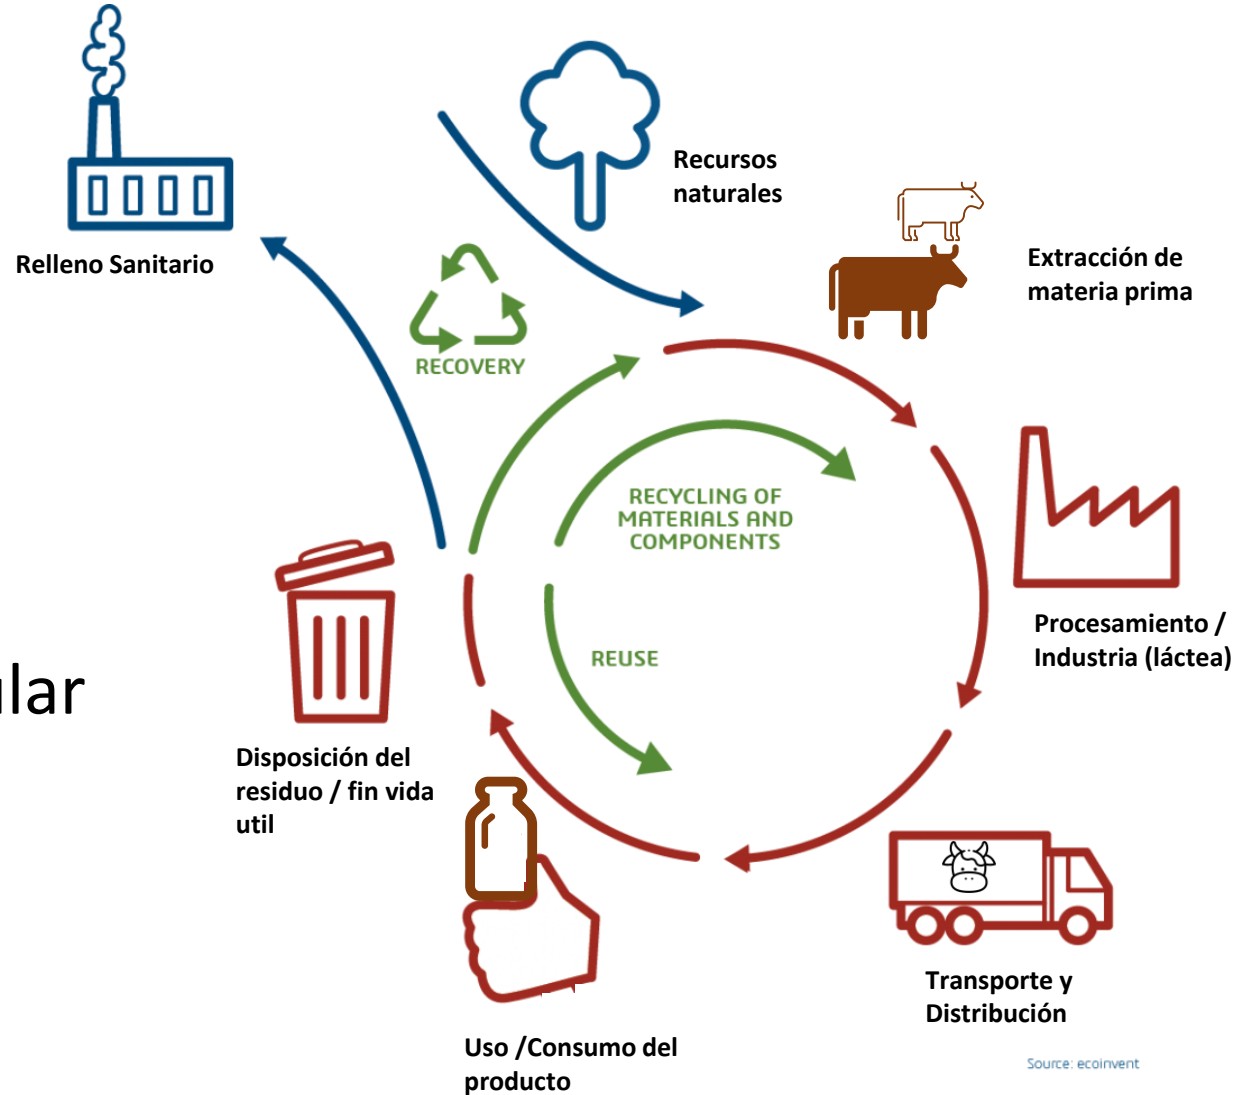 Recursos
naturales
Extracción de
materia prima
Relleno Sanitario
RECOVERY
RECYCLING OF
MATERIALS AND
COMPONENTS
Procesamiento /
Industria (láctea)
REUSE
ular
Disposición del
residuo / fin vida
util
Transporte y
Distribución
Uso /Consumo del
producto
Source: ecoinvent